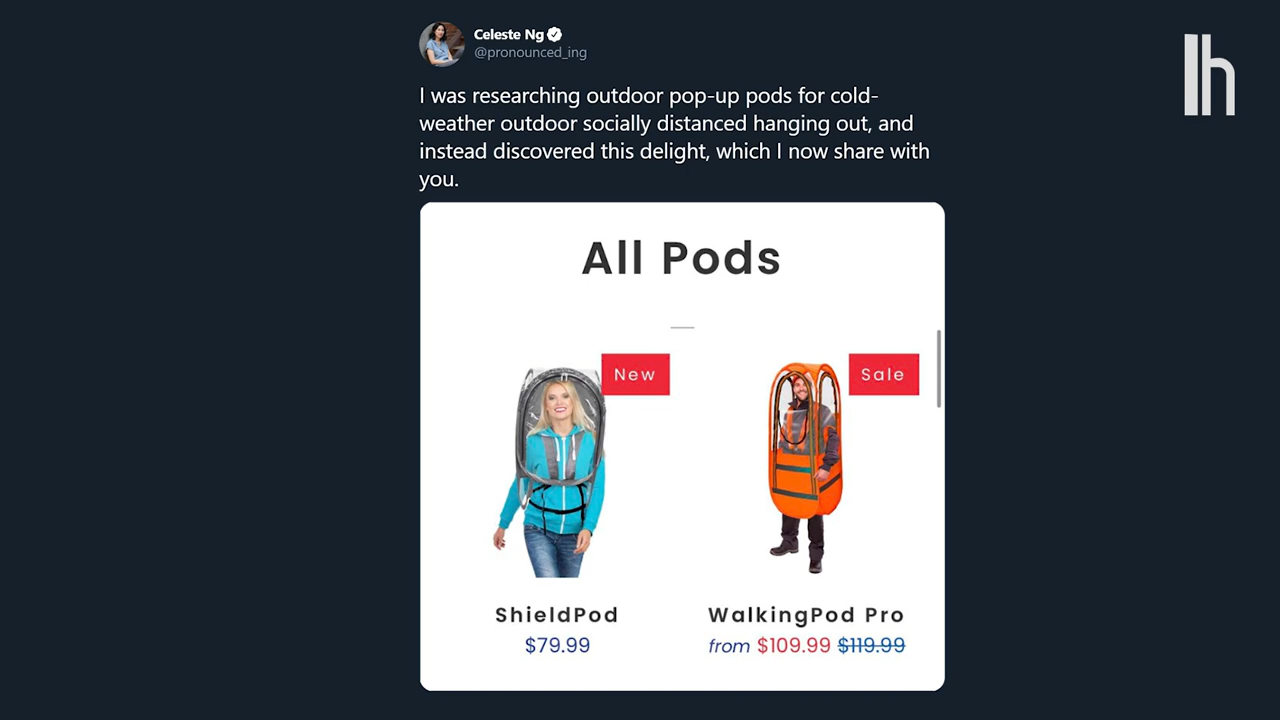 Celeste Ng
@pronounced_ing
I was researching outdoor pop-up pods for cold-
weather outdoor socially distanced hanging out, and
instead discovered this delight, which I now share with
you.
All Pods
New
Sale
ShieldPod
$79.99
WalkingPod Pro
from $109.99 $119.99
lh